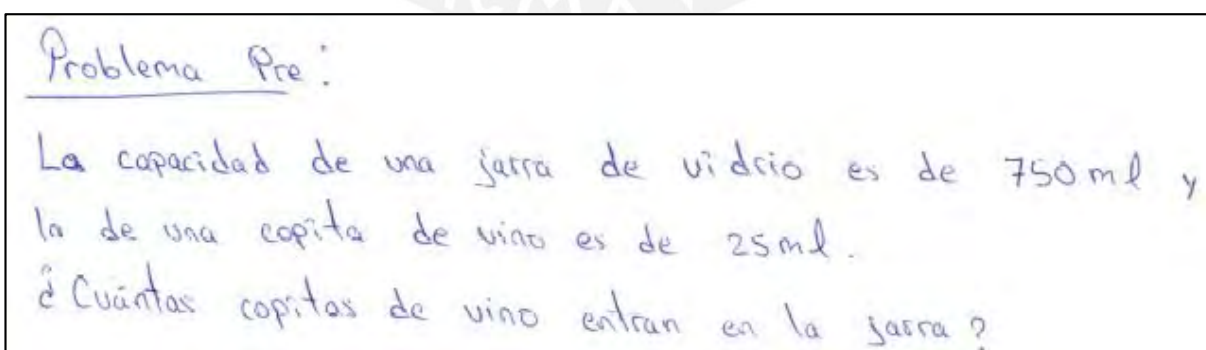 Problema Pre:
La capacidad de una jarra de vidrio es de 750 ml y
la de una copita de vino es de 25 ml.
¿Cuántas copitas de vino entran en la jarra?